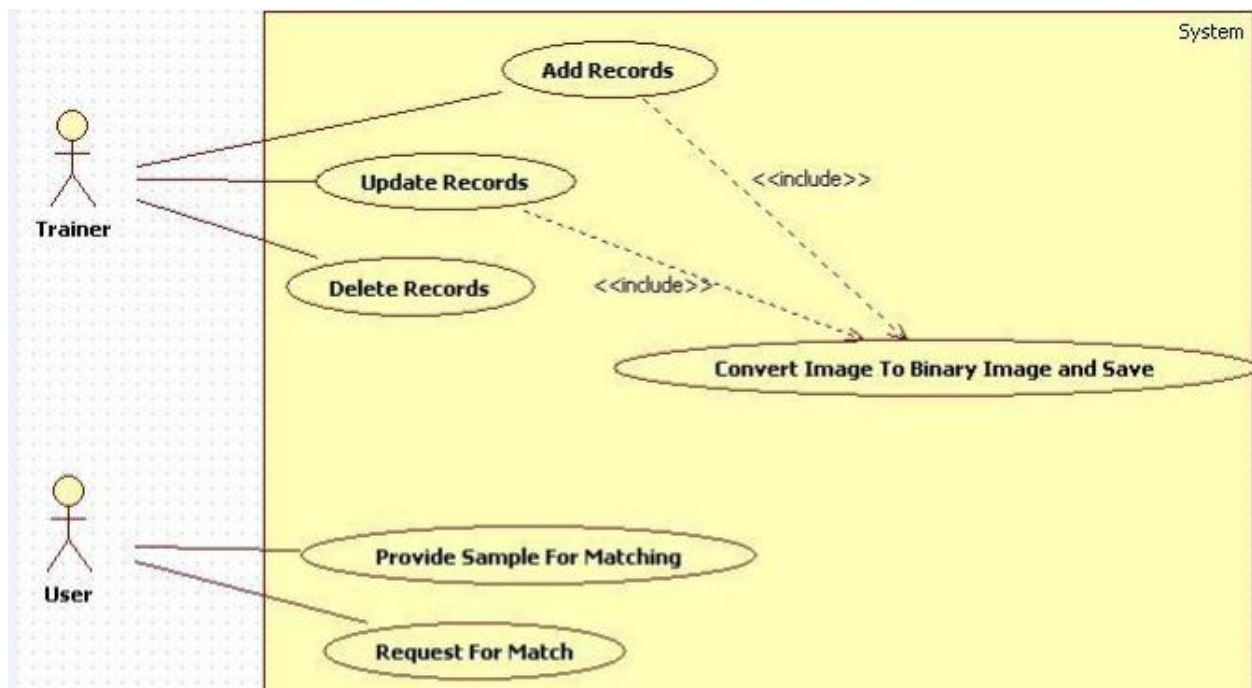 System
Add Records
<<include>>
Update Records
Trainer
Delete Records
<<include>>
Convert Image To Binary Image and Save
Provide Sample For Matching
User
Request For Match